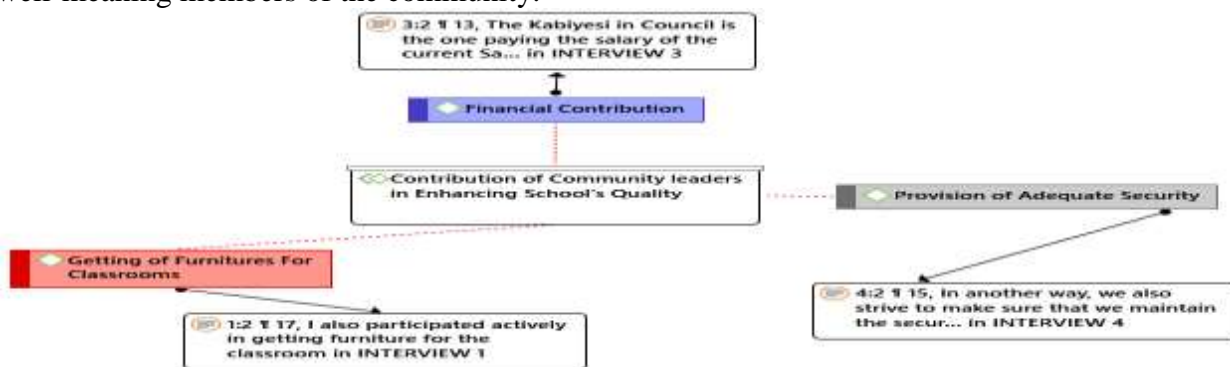 well-meaning members of the community.
3:2 ¶ 13, The Kabiyesi in Council is
the one paying the salary of the
current Sa... in INTERVIEW 3
Financial Contribution
Contribution of Community leaders
in Enhancing School's Quality
Provision of Adequate Security
Getting of Furnitures For
Classrooms
4:2 ¶ 15, In another way, we also
strive to make sure that we maintain
the secur... in INTERVIEW 4
1:2 ¶ 17, I also participated actively
in getting furniture for the
classroom in INTERVIEW 1